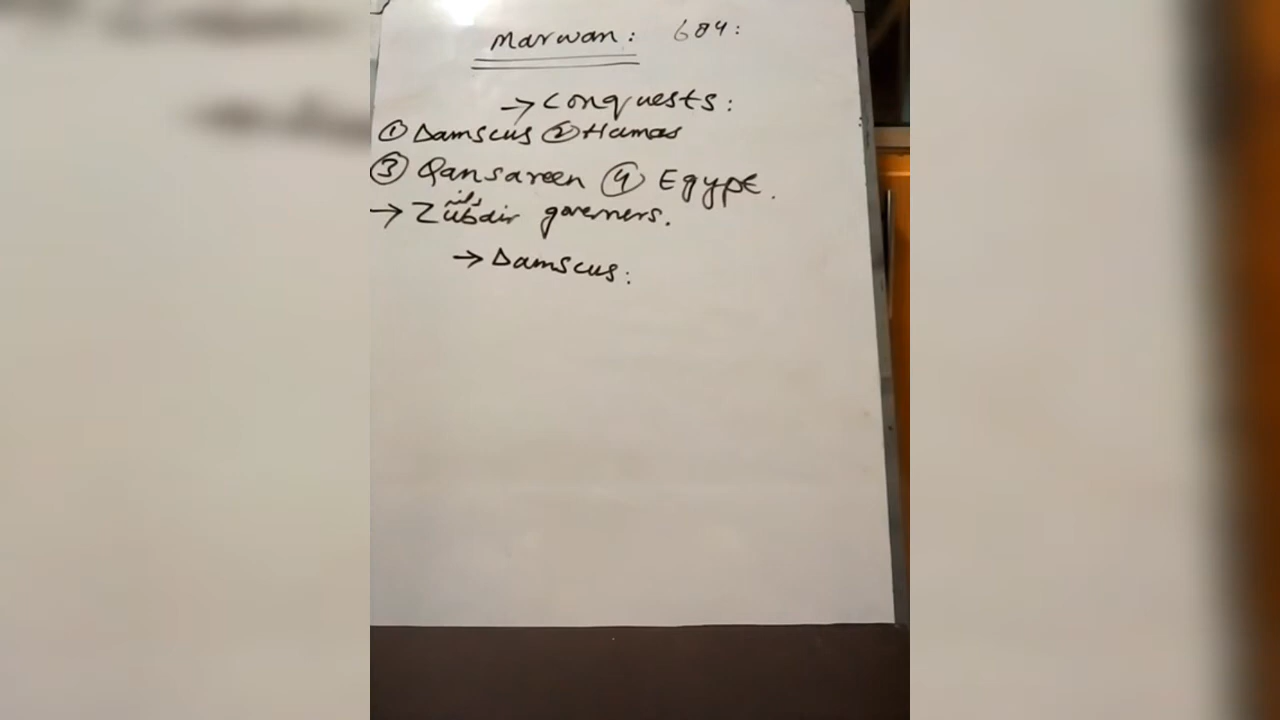 Marwan: 684:
→ Conquests:
① Damscus ② Hamas
③ Qansareen ④ Egypt.
→ Zubair governers.
→ Damscus: